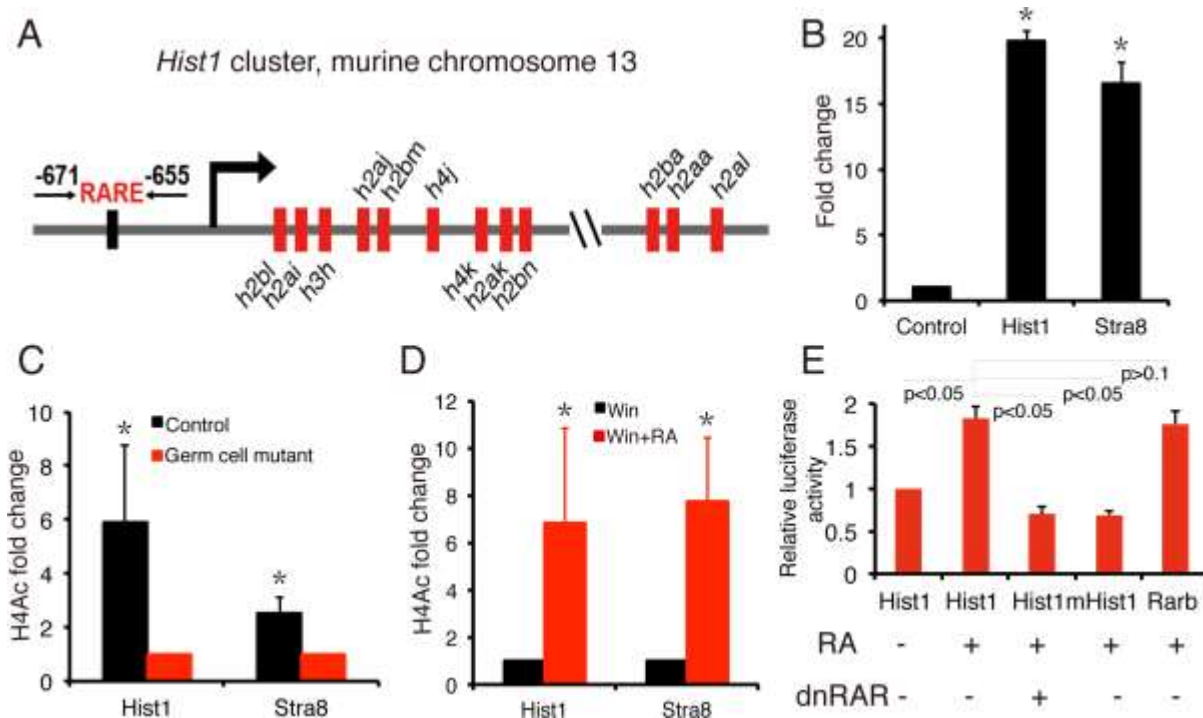 A
Hist1 cluster, murine chromosome 13
-671 -655
RARE
h2aj h2bm h4j h2ba h2aa h2al
h2bl h2ai h3h h4k h2ak h2bn
B
Fold change
20
15
10
5
0
* *
Control Hist1 Stra8
C
H4Ac fold change
10
8
6
4
2
0
* *
Control
Germ cell mutant
Hist1 Stra8
D
H4Ac fold change
12
10
8
6
4
2
0
* *
Win
Win+RA
Hist1 Stra8
E
p>0.1
p<0.05 p<0.05 p<0.05
Relative luciferase
activity
2
1.5
1
0.5
0
Hist1 Hist1 Hist1mHist1 Rarb
RA - + + + +
dnRAR - - + - -